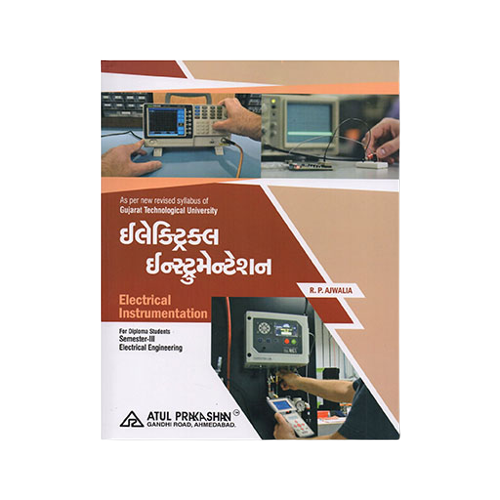 As per new revised syllabus of
Gujarat Technological University
ઈલેક્ટ્રિકલ
ઈન્સ્ટ્રુમેન્ટેશન
R. P. AJWALIA
Electrical
Instrumentation
For Diploma Students
Semester-III
Electrical Engineering
ATUL PRAKASHAN
GANDHI ROAD, AHMEDABAD.